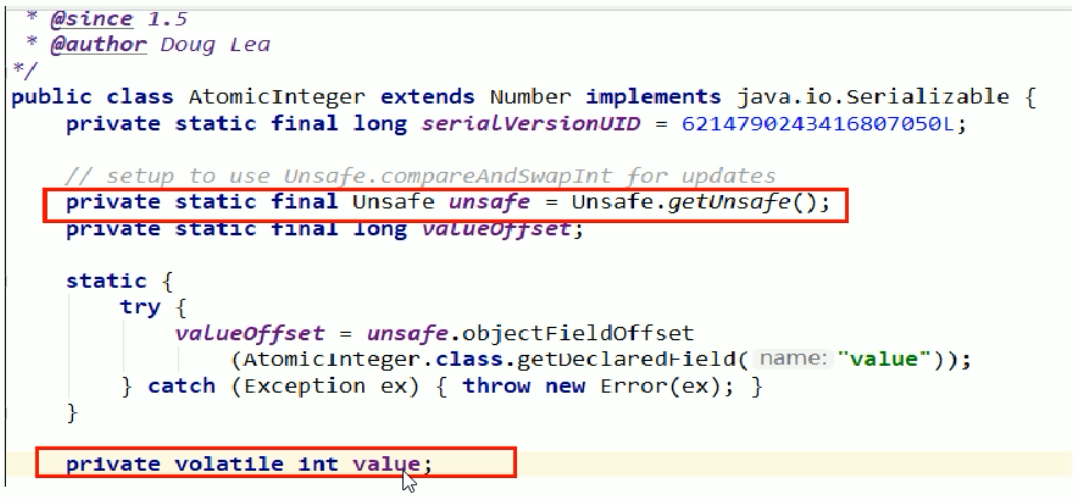 * @since 1.5
* @author Doug Lea
*/
public class AtomicInteger extends Number implements java.io.Serializable {
    private static final long serialVersionUID = 6214790243416807050L;

    // setup to use Unsafe.compareAndSwapInt for updates
    private static final Unsafe unsafe = Unsafe.getUnsafe();
    private static final long valueOffset;

    static {
        try {
            valueOffset = unsafe.objectFieldOffset
                (AtomicInteger.class.getDeclaredField( name: "value"));
        } catch (Exception ex) { throw new Error(ex); }
    }

    private volatile int value;